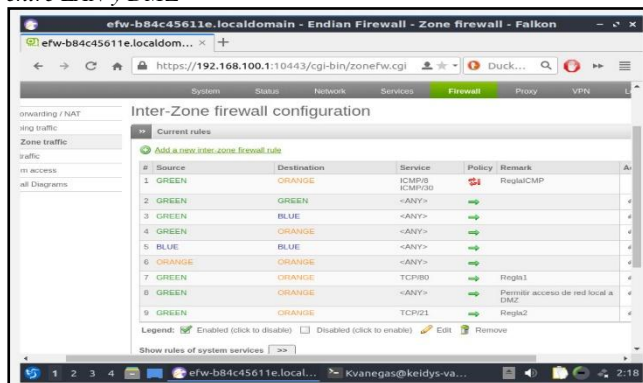 efw-b84c45611e.localdomain - Endian Firewall - Zone firewall - Falkon
efw-b84c45611e.localdom... × +
https://192.168.100.1:10443/cgi-bin/zonefw.cgi Duck...
System Status Network Services Firewall Proxy VPN
orwarding / NAT
ing traffic
Zone traffic
traffic
m access
all Diagrams
Inter-Zone firewall configuration
Current rules
Add a new inter-zone firewall rule
# Source Destination Service Policy Remark
1 GREEN ORANGE ICMP/8 ReglaICMP
ICMP/30
2 GREEN GREEN <ANY>
3 GREEN BLUE <ANY>
4 GREEN ORANGE <ANY>
5 BLUE BLUE <ANY>
6 ORANGE ORANGE <ANY>
7 GREEN ORANGE TCP/80 Regla1
8 GREEN ORANGE <ANY> Permitir acceso de red local a
DMZ
9 GREEN ORANGE TCP/21 Regla2
Legend: Enabled (click to disable) Disabled (click to enable) Edit Remove
Show rules of system services >>
1 2 3 4 efw-b84c45611e.local... Kvanegas@keidys-va... 2:18